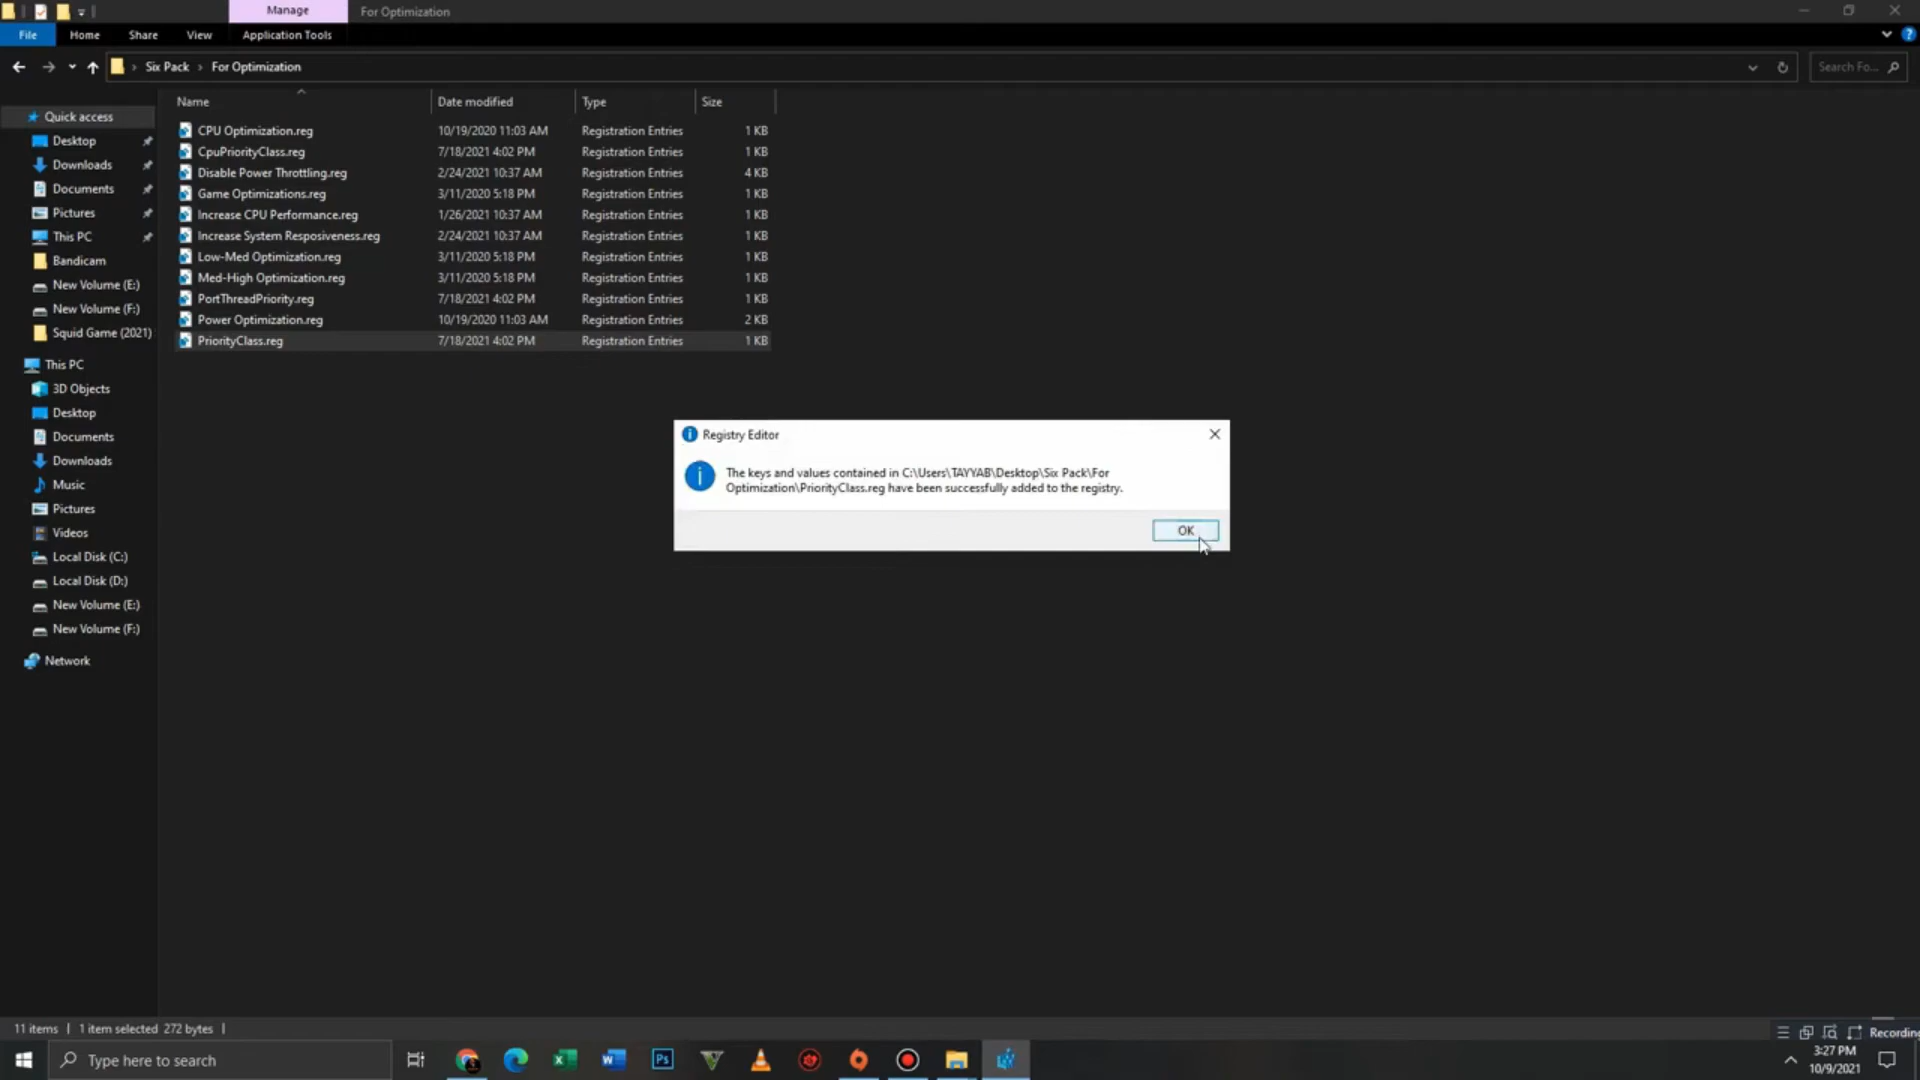 Manage
For Optimization
File
Home
Share
View
Application Tools
Six Pack
For Optimization
Search Fo...
Name
Date modified
Type
Size
CPU Optimization.reg 10/19/2020 11:03 AM Registration Entries 1 KB
CpuPriorityClass.reg 7/18/2021 4:02 PM Registration Entries 1 KB
Disable Power Throttling.reg 2/24/2021 10:37 AM Registration Entries 4 KB
Game Optimizations.reg 3/11/2020 5:18 PM Registration Entries 1 KB
Increase CPU Performance.reg 1/26/2021 10:37 AM Registration Entries 1 KB
Increase System Resposiveness.reg 2/24/2021 10:37 AM Registration Entries 1 KB
Low-Med Optimization.reg 3/11/2020 5:18 PM Registration Entries 1 KB
Med-High Optimization.reg 3/11/2020 5:18 PM Registration Entries 1 KB
PortThreadPriority.reg 7/18/2021 4:02 PM Registration Entries 1 KB
Power Optimization.reg 10/19/2020 11:03 AM Registration Entries 2 KB
PriorityClass.reg 7/18/2021 4:02 PM Registration Entries 1 KB
Quick access
Desktop
Downloads
Documents
Pictures
This PC
Bandicam
New Volume (E:)
New Volume (F:)
Squid Game (2021)
This PC
3D Objects
Desktop
Documents
Downloads
Music
Pictures
Videos
Local Disk (C:)
Local Disk (D:)
New Volume (E:)
New Volume (F:)
Network
Registry Editor
The keys and values contained in C:\Users\TAYYAB\Desktop\Six Pack\For
Optimization\PriorityClass.reg have been successfully added to the registry.
OK
11 items
1 item selected 272 bytes
Recording
Type here to search
Ps
3:27 PM
10/9/2021